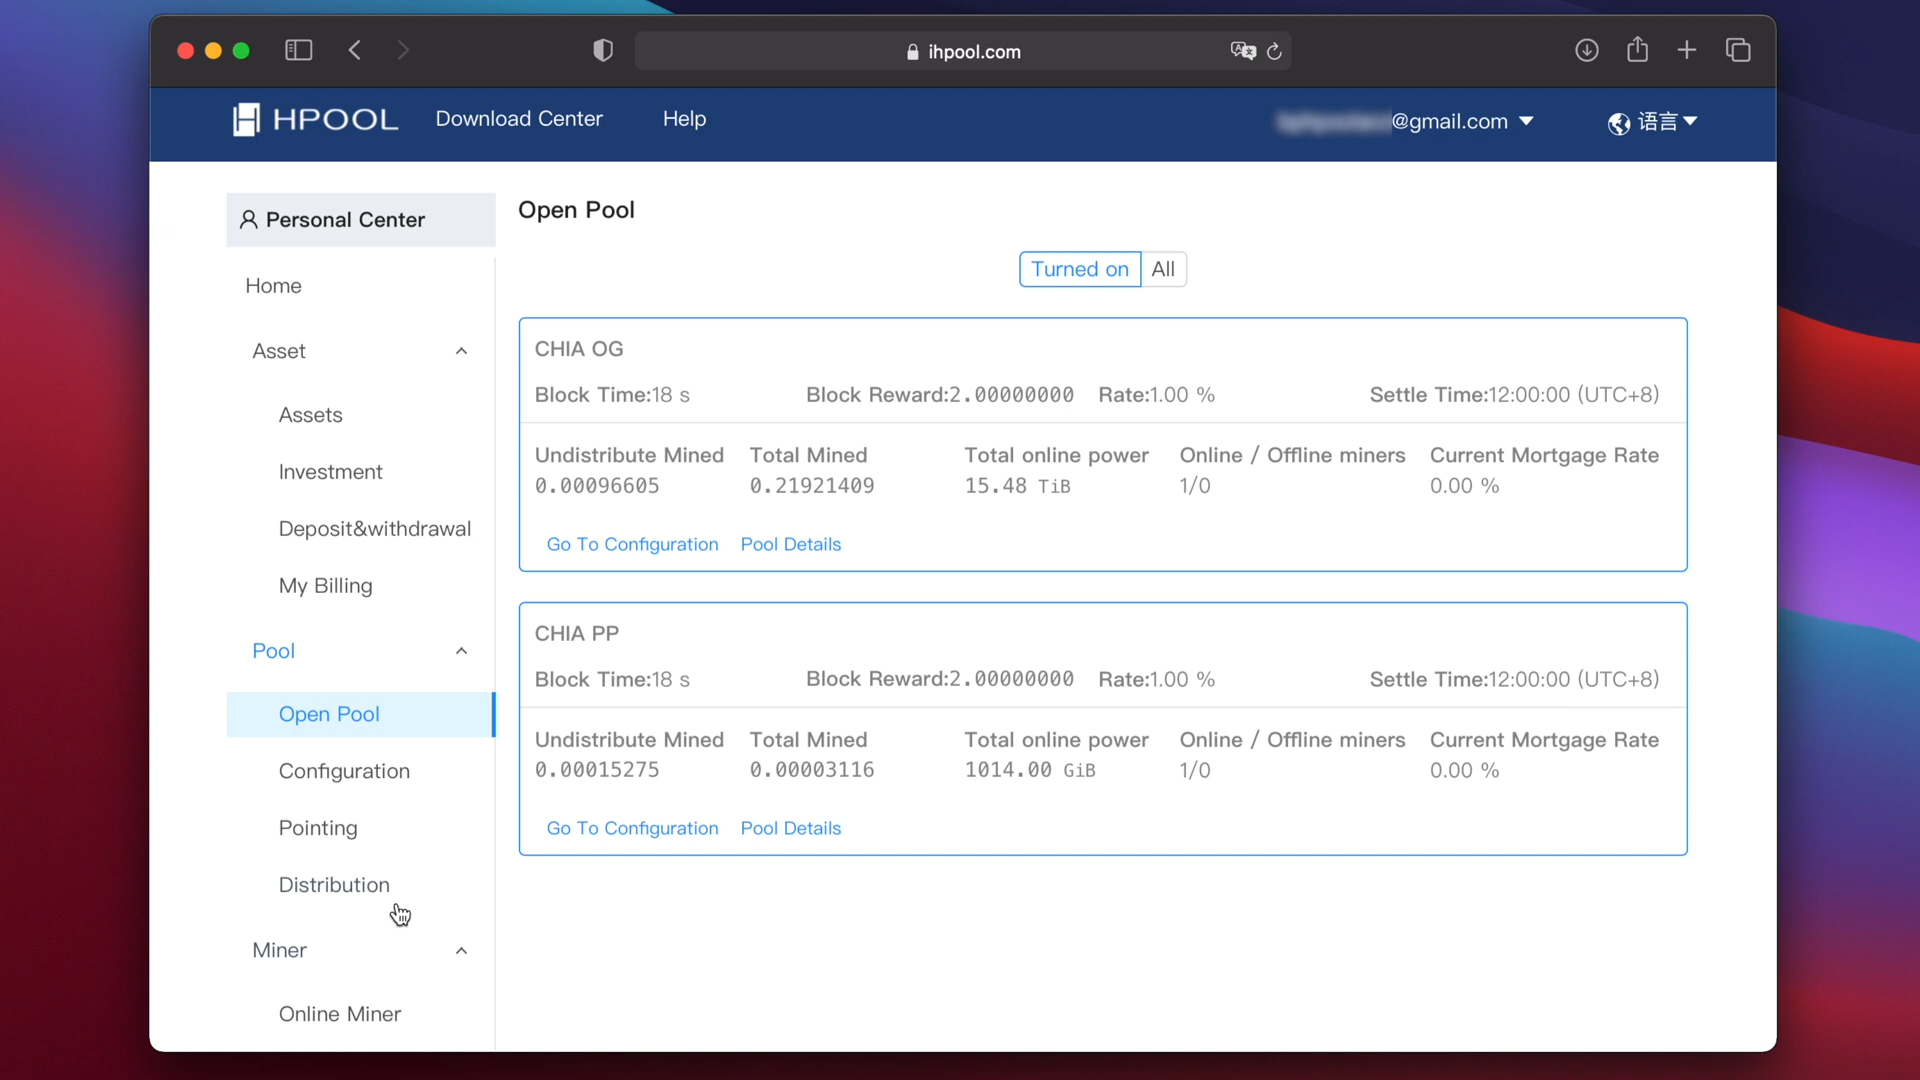 ihpool.com
HPOOL Download Center Help @gmail.com 语言
Personal Center
Home
Asset
Assets
Investment
Deposit&withdrawal
My Billing
Pool
Open Pool
Configuration
Pointing
Distribution
Miner
Online Miner
Open Pool
Turned on All
CHIA OG
Block Time:18 s Block Reward:2.00000000 Rate:1.00 % Settle Time:12:00:00 (UTC+8)
Undistribute Mined Total Mined Total online power Online / Offline miners Current Mortgage Rate
0.00096605 0.21921409 15.48 TiB 1/0 0.00 %
Go To Configuration Pool Details
CHIA PP
Block Time:18 s Block Reward:2.00000000 Rate:1.00 % Settle Time:12:00:00 (UTC+8)
Undistribute Mined Total Mined Total online power Online / Offline miners Current Mortgage Rate
0.00015275 0.00003116 1014.00 GiB 1/0 0.00 %
Go To Configuration Pool Details